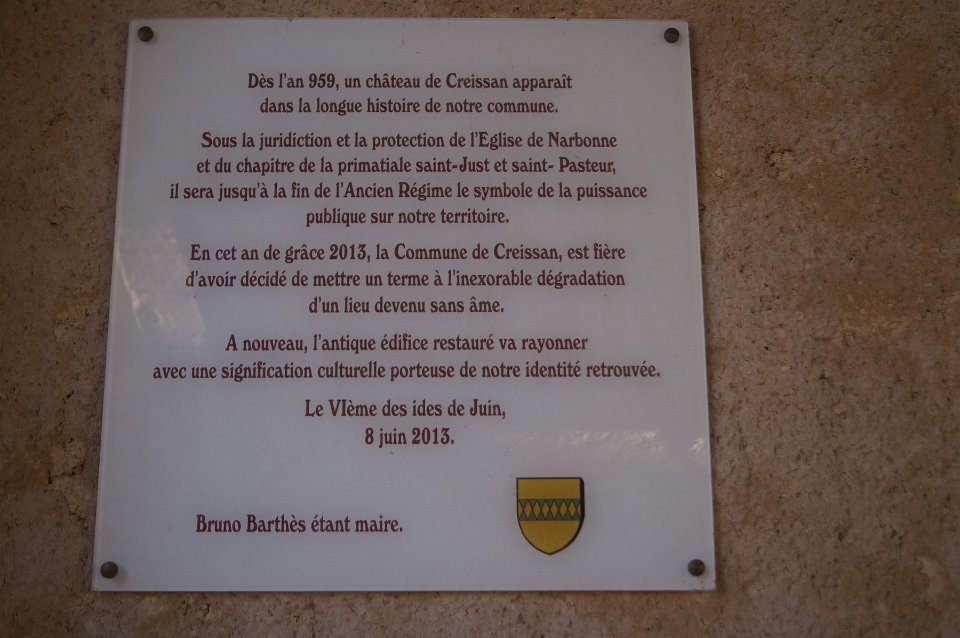 Dès l'an 959, un château de Creissan apparaît
dans la longue histoire de notre commune.
Sous la juridiction et la protection de l'Eglise de Narbonne
et du chapitre de la primatiale saint-Just et saint- Pasteur,
il sera jusqu'à la fin de l'Ancien Régime le symbole de la puissance
publique sur notre territoire.
En cet an de grâce 2013, la Commune de Creissan, est fière
d'avoir décidé de mettre un terme à l'inexorable dégradation
d'un lieu devenu sans âme.
A nouveau, l'antique édifice restauré va rayonner
avec une signification culturelle porteuse de notre identité retrouvée.
Le VIème des ides de Juin,
8 juin 2013.
Bruno Barthès étant maire.